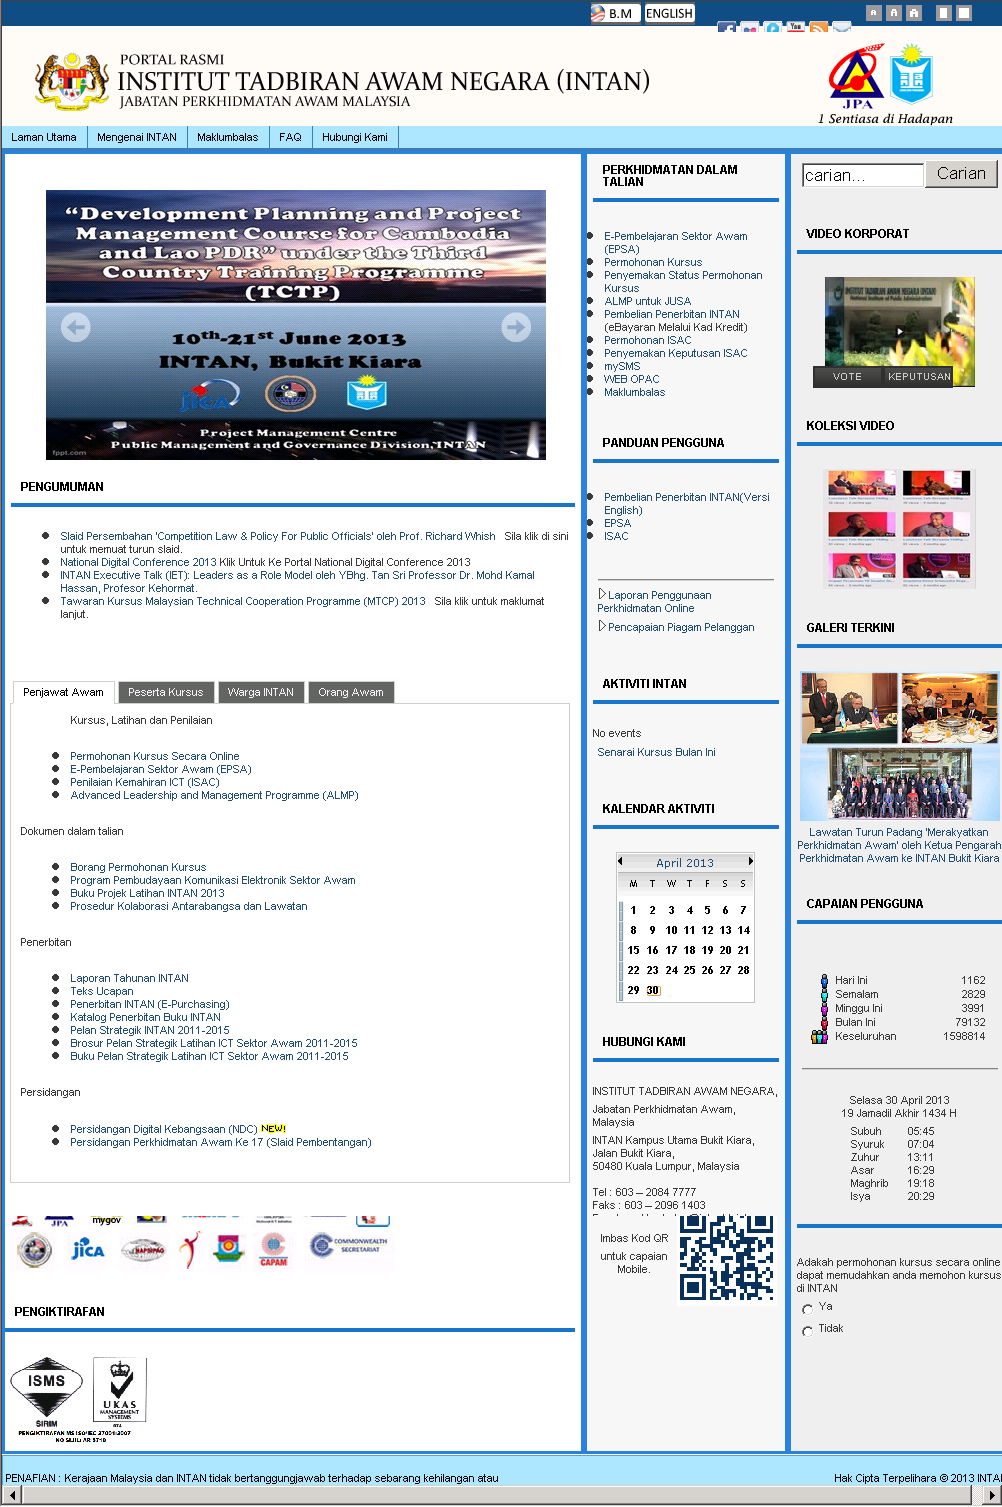 B.M ENGLISH
PORTAL RASMI
INSTITUT TADBIRAN AWAM NEGARA (INTAN)
JABATAN PERKHIDMATAN AWAM MALAYSIA
JPA
1 Sentiasa di Hadapan
Laman Utama Mengenai INTAN Maklumbalas FAQ Hubungi Kami
“Development Planning and Project
Management Course for Cambodia
and Lao PDR” under the Third
Country Training Programme
(TCTP)
10th-21st June 2013
INTAN, Bukit Kiara
JICA
Project Management Centre
Public Management and Governance Division, INTAN
fppt.com
PENGUMUMAN
Slaid Persembahan 'Competition Law & Policy For Public Officials' oleh Prof. Richard Whish Sila klik di sini
untuk memuat turun slaid.
National Digital Conference 2013 Klik Untuk Ke Portal National Digital Conference 2013
INTAN Executive Talk (IET): Leaders as a Role Model oleh YBhg. Tan Sri Professor Dr. Mohd Kamal
Hassan, Profesor Kehormat.
Tawaran Kursus Malaysian Technical Cooperation Programme (MTCP) 2013 Sila klik untuk maklumat
lanjut.
Penjawat Awam Peserta Kursus Warga INTAN Orang Awam
Kursus, Latihan dan Penilaian
Permohonan Kursus Secara Online
E-Pembelajaran Sektor Awam (EPSA)
Penilaian Kemahiran ICT (ISAC)
Advanced Leadership and Management Programme (ALMP)
Dokumen dalam talian
Borang Permohonan Kursus
Program Pembudayaan Komunikasi Elektronik Sektor Awam
Buku Projek Latihan INTAN 2013
Prosedur Kolaborasi Antarabangsa dan Lawatan
Penerbitan
Laporan Tahunan INTAN
Teks Ucapan
Penerbitan INTAN (E-Purchasing)
Katalog Penerbitan Buku INTAN
Pelan Strategik INTAN 2011-2015
Brosur Pelan Strategik Latihan ICT Sektor Awam 2011-2015
Buku Pelan Strategik Latihan ICT Sektor Awam 2011-2015
Persidangan
Persidangan Digital Kebangsaan (NDC) NEW!
Persidangan Perkhidmatan Awam Ke 17 (Slaid Pembentangan)
JPA myGov
JICA NAPSIPAG CAPAM COMMONWEALTH
SECRETARIAT
PENGIKTIRAFAN
ISMS
SIRIM
UKAS
MANAGEMENT
SYSTEMS
PENGIKTIRAFAN MS ISO/IEC 27001:2007
PERKHIDMATAN DALAM
TALIAN
E-Pembelajaran Sektor Awam
(EPSA)
Permohonan Kursus
Penyemakan Status Permohonan
Kursus
ALMP untuk JUSA
Pembelian Penerbitan INTAN
(eBayaran Melalui Kad Kredit)
Permohonan ISAC
Penyemakan Keputusan ISAC
mySMS
WEB OPAC
Maklumbalas
PANDUAN PENGGUNA
Pembelian Penerbitan INTAN(Versi
English)
EPSA
ISAC
Laporan Penggunaan
Perkhidmatan Online
Pencapaian Piagam Pelanggan
AKTIVITI INTAN
No events
Senarai Kursus Bulan Ini
KALENDAR AKTIVITI
April 2013
M T W T F S S
1 2 3 4 5 6 7
8 9 10 11 12 13 14
15 16 17 18 19 20 21
22 23 24 25 26 27 28
29 30
HUBUNGI KAMI
INSTITUT TADBIRAN AWAM NEGARA,
Jabatan Perkhidmatan Awam,
Malaysia
INTAN Kampus Utama Bukit Kiara,
Jalan Bukit Kiara,
50480 Kuala Lumpur, Malaysia
Tel : 603 – 2084 7777
Faks : 603 – 2096 1403
Imbas Kod QR
untuk capaian
Mobile.
carian... Carian
VIDEO KORPORAT
INSTITUT TADBIRAN AWAM NEGARA (INTAN)
National Institute of Public Administration
VOTE KEPUTUSAN
KOLEKSI VIDEO
GALERI TERKINI
Lawatan Turun Padang 'Merakyatkan
Perkhidmatan Awam' oleh Ketua Pengarah
Perkhidmatan Awam ke INTAN Bukit Kiara
CAPAIAN PENGGUNA
Hari Ini 1162
Semalam 2829
Minggu Ini 3991
Bulan Ini 79132
Keseluruhan 1598814
Selasa 30 April 2013
19 Jamadil Akhir 1434 H
Subuh 05:45
Syuruk 07:04
Zuhur 13:11
Asar 16:29
Maghrib 19:18
Isya 20:29
Adakah permohonan kursus secara online
dapat memudahkan anda memohon kursus
di INTAN
Ya
Tidak
PENAFIAN : Kerajaan Malaysia dan INTAN tidak bertanggungjawab terhadap sebarang kehilangan atau
Hak Cipta Terpelihara © 2013 INTAN